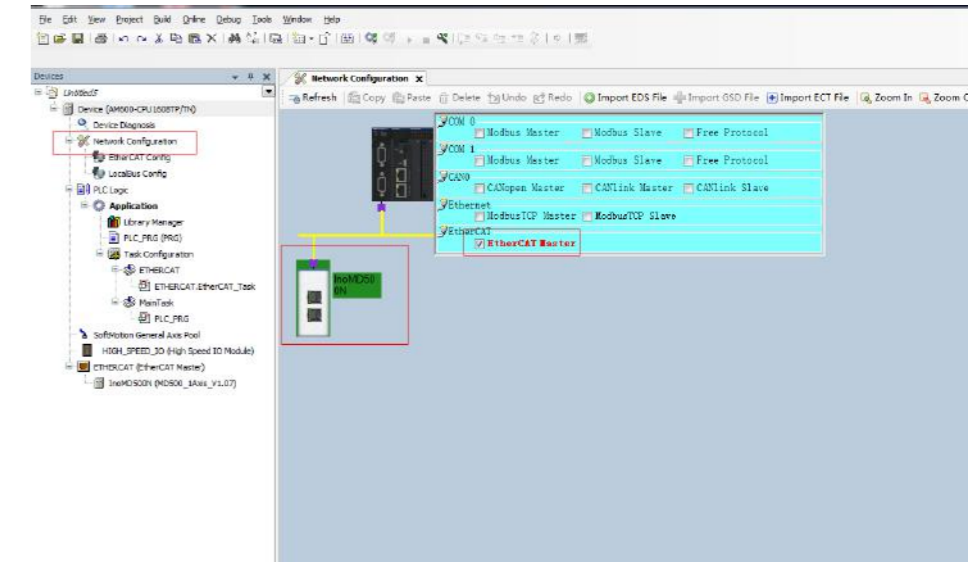 File Edit View Project Build Online Debug Tools Window Help
Devices
Network Configuration
Refresh Copy Paste Delete Undo Redo Import EDS File Import GSD File Import ECT File Zoom In Zoom
Untitled5
Device (AM600-CPU1608TP/TN)
Device Diagnosis
Network Configuration
EtherCAT Config
LocalBus Config
PLC Logic
Application
Library Manager
PLC_PRG (PRG)
Task Configuration
ETHERCAT
ETHERCAT.EtherCAT_Task
MainTask
PLC_PRG
SoftMotion General Axis Pool
HIGH_SPEED_IO (High Speed IO Module)
ETHERCAT (EtherCAT Master)
InoMD500N (MD500_1Axis_V1.07)
COM 0
Modbus Master Modbus Slave Free Protocol
COM 1
Modbus Master Modbus Slave Free Protocol
CAN0
CANopen Master CANlink Master CANlink Slave
Ethernet
ModbusTCP Master ModbusTCP Slave
EtherCAT
EtherCAT Master
InoMD50
0N